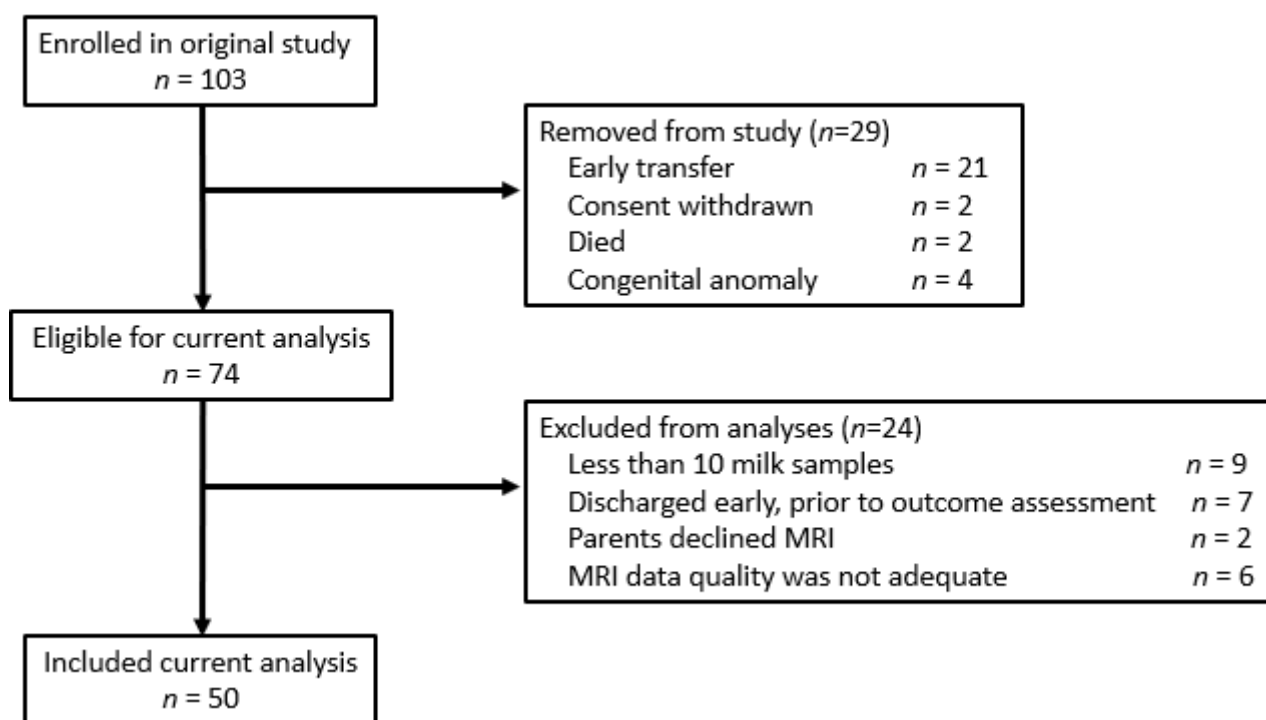 Enrolled in original study
n = 103
Removed from study (n=29)
Early transfer n = 21
Consent withdrawn n = 2
Died n = 2
Congenital anomaly n = 4
Eligible for current analysis
n = 74
Excluded from analyses (n=24)
Less than 10 milk samples n = 9
Discharged early, prior to outcome assessment n = 7
Parents declined MRI n = 2
MRI data quality was not adequate n = 6
Included current analysis
n = 50